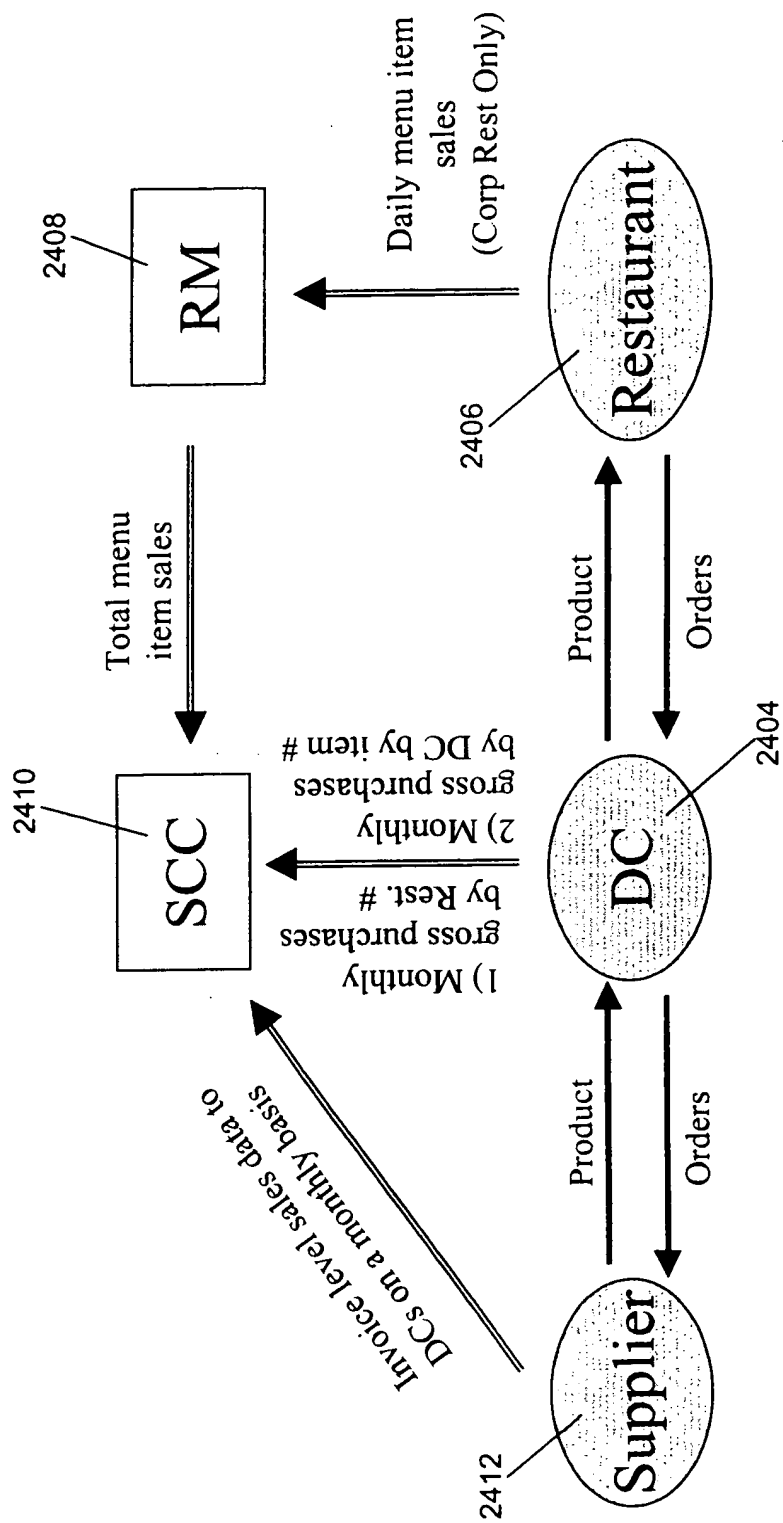 2410
SCC
Total menu
item sales
2408
RM
Invoice level sales data to
DCs on a monthly basis
1) Monthly
gross purchases
by Rest. #
2) Monthly
gross purchases
by DC by item #
Daily menu item
sales
(Corp Rest Only)
2412
Supplier
Product
Orders
DC
2404
Product
Orders
2406
Restaurant